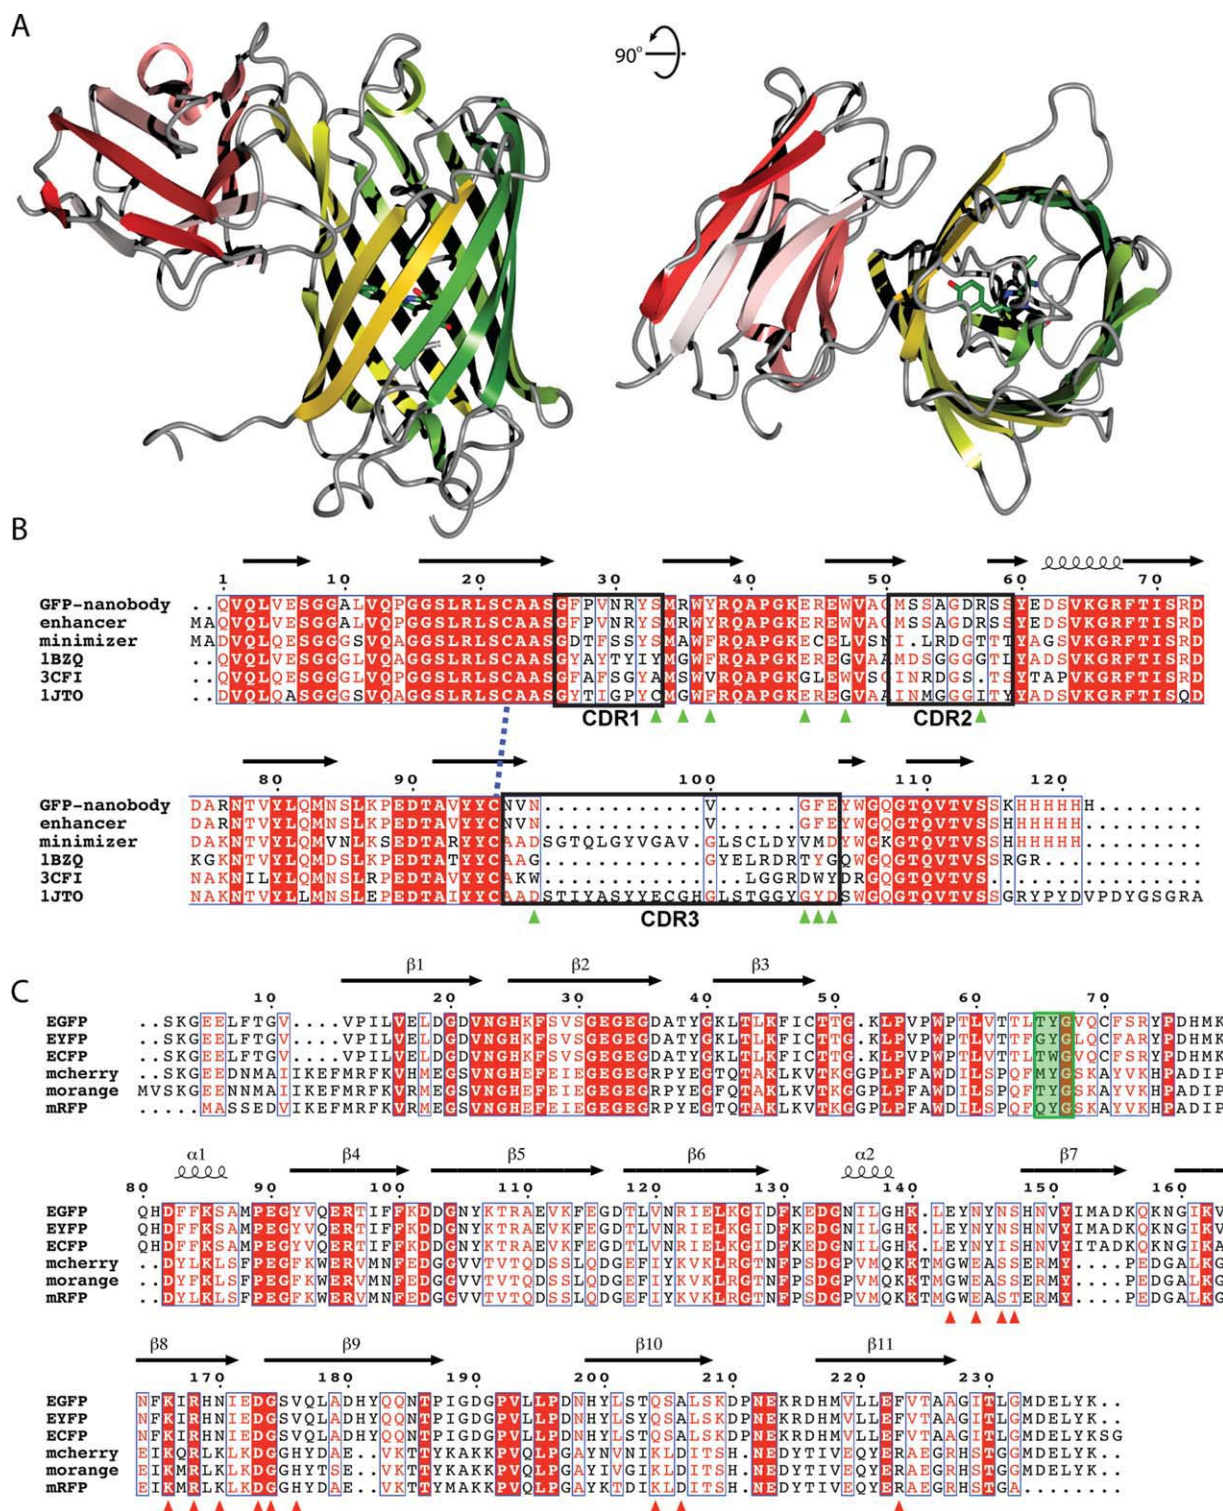 A
90°
B
1 10 20 30 40 50 60 70
GFP-nanobody ..QVQLVESGGALVQPGGSLRLSCAASGFPVNRYSMRWYRQAPGKEREWVAGMSSAGDRSSYEDSVKGRFTISRD
enhancer MAQVQLVESGGALVQPGGSLRLSCAASGFPVNRYSMRWYRQAPGKEREWVAGMSSAGDRSSYEDSVKGRFTISRD
minimizer MADVQLQESGGGSVQAGGSLRLSCAASGDTFSSYSMAWFRQAPGKECELVSNI.LRDGTTTYAGSVKGRFTISRD
1BZQ ..QVQLVESGGGLVQAGGSLRLSCAASGYAYTYIYMGWFRQAPGKEREGVAAMDSGGGGTLYADSVKGRFTISRD
3CFI ..QVQLVESGGGLVQAGGSLRLSCAASGFAFSGYAMSWVRQAPGKGLEWVSAINRDGS.TSYTAPVKGRFTISRD
1JTO ..DVQLQASGGGSVQAGGSLRLSCAASGYTIGPYCMGWFRQAPGKEREGVAAINMGGGITYYADSVKGRFTISQD
CDR1 CDR2
80 90 100 110 120
GFP-nanobody DARNTVYLQMNSLKPEDTAVYYCNVN............V......GFEYWGQGTQVTVSSKHHHHHH........
enhancer DARNTVYLQMNSLKPEDTAVYYCNVN............V......GFEYWGQGTQVTVSSHHHHHH.........
minimizer DAKNTVYLQMVNLKSEDTARYYCAADSGTQLGYVGAV.GLSCLDYVMDYWGKGTQVTVSSHHHHHH.........
1BZQ KGKNTVYLQMDSLKPEDTATYYCAAG............GYELRDRTYGQWGQGTQVTVSSRGR............
3CFI NAKNILYLQMNSLRPEDTAVYYCAKW...............LGGRDWYDRGQGTQVTVSS...............
1JTO NAKNTVYLLMNSLEPEDTAIYYCAADSTIYASYYECGHGLSTGGYGYDSWGQGTQVTVSSGRYPYDVPDYGSGRA
CDR3
C
β1 β2 β3
10 20 30 40 50 60 70
EGFP ..SKGEELFTGV....VPILVELDGDVNGHKFSVSGEGEGDATYGKLTLKFICTTG.KLPVPWPTLVTTLTYGVQCFSRYPDHMK
EYFP ..SKGEELFTGV....VPILVELDGDVNGHKFSVSGEGEGDATYGKLTLKFICTTG.KLPVPWPTLVTTFGYGLQCFARYPDHMK
ECFP ..SKGEELFTGV....VPILVELDGDVNGHKFSVSGEGEGDATYGKLTLKFICTTG.KLPVPWPTLVTTLTWGVQCFSRYPDHMK
mcherry ..SKGEEDNMAIIKEFMRFKVHMEGSVNGHEFEIEGEGEGRPYEGTQTAKLKVTKGGPLPFAWDILSPQFMYGSKAYVKHPADIP
morange MVSKGEENNMAIIKEFMRFKVRMEGSVNGHEFEIEGEGEGRPYEGFQTAKLKVTKGGPLPFAWDILSPQFTYGSKAYVKHPADIP
mRFP ....MASSEDVIKEFMRFKVRMEGSVNGHEFEIEGEGEGRPYEGTQTAKLKVTKGGPLPFAWDILSPQFQYGSKAYVKHPADIP
α1 β4 β5 β6 α2 β7
80 90 100 110 120 130 140 150 160
EGFP QHDFFKSAMPEGYVQERTIFFKDDGNYKTRAEVKFEGDTLVNRIELKGIDFKEDGNILGHK.LEYNYNSHNVYIMADKQKNGIKV
EYFP QHDFFKSAMPEGYVQERTIFFKDDGNYKTRAEVKFEGDTLVNRIELKGIDFKEDGNILGHK.LEYNYNSHNVYIMADKQKNGIKV
ECFP QHDFFKSAMPEGYVQERTIFFKDDGNYKTRAEVKFEGDTLVNRIELKGIDFKEDGNILGHK.LEYNYISHNVYITADKQKNGIKA
mcherry ..DYLKLSFPEGFKWERVMNFEDGGVVTVTQDSSLQDGEFIYKVKLRGTNFPSDGPVMQKKTMGWEASSERMY....PEDGALKG
morange ..DYFKLSFPEGFKWERVMNFEDGGVVTVTQDSSLQDGEFIYKVKLRGTNFPSDGPVMQKKTMGWEASSERMY....PEDGALKG
mRFP ..DYLKLSFPEGFKWERVMNFEDGGVVTVTQDSSLQDGEFIYKVKLRGTNFPSDGPVMQKKTMGWEASTERMY....PEDGALKG
β8 β9 β10 β11
170 180 190 200 210 220 230
EGFP NFKIRHNIEDGSVQLADHYQQNTPIGDGPVLLPDNHYLSTQSALSKDPNEKRDHMVLLEFVTAAGITLGMDELYK..
EYFP NFKIRHNIEDGSVQLADHYQQNTPIGDGPVLLPDNHYLSYQSALSKDPNEKRDHMVLLEFVTAAGITLGMDELYK..
ECFP NFKIRHNIEDGSVQLADHYQQNTPIGDGPVLLPDNHYLSTQSALSKDPNEKRDHMVLLEFVTAAGITLGMDELYKSG
mcherry EIKQRLKLKDGGHYDAE..VKTTYKAKKPVQLPGAYNVNIKLDITSH.NEDYTIVEQYERAEGRHSTGGMDELYK..
morange EIKMRLKLKDGGHYTSE..VKTTYKAKKPVQLPGAYIVGIKLDITSH.NEDYTIVEQYERAEGRHSTGGMDELYK..
mRFP EIKMRLKLKDGGHYDAE..VKTTYMAKKPVQLPGAYKTDIKLDITSH.NEDYTIVEQYERAEGRHSTGA........